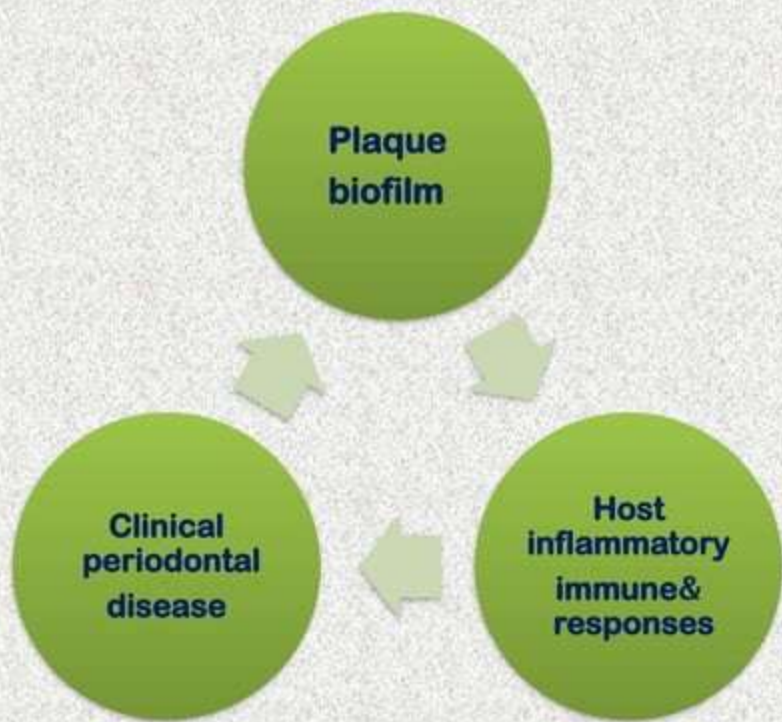 Plaque
biofilm
Host
inflammatory
immune&
responses
Clinical
periodontal
disease